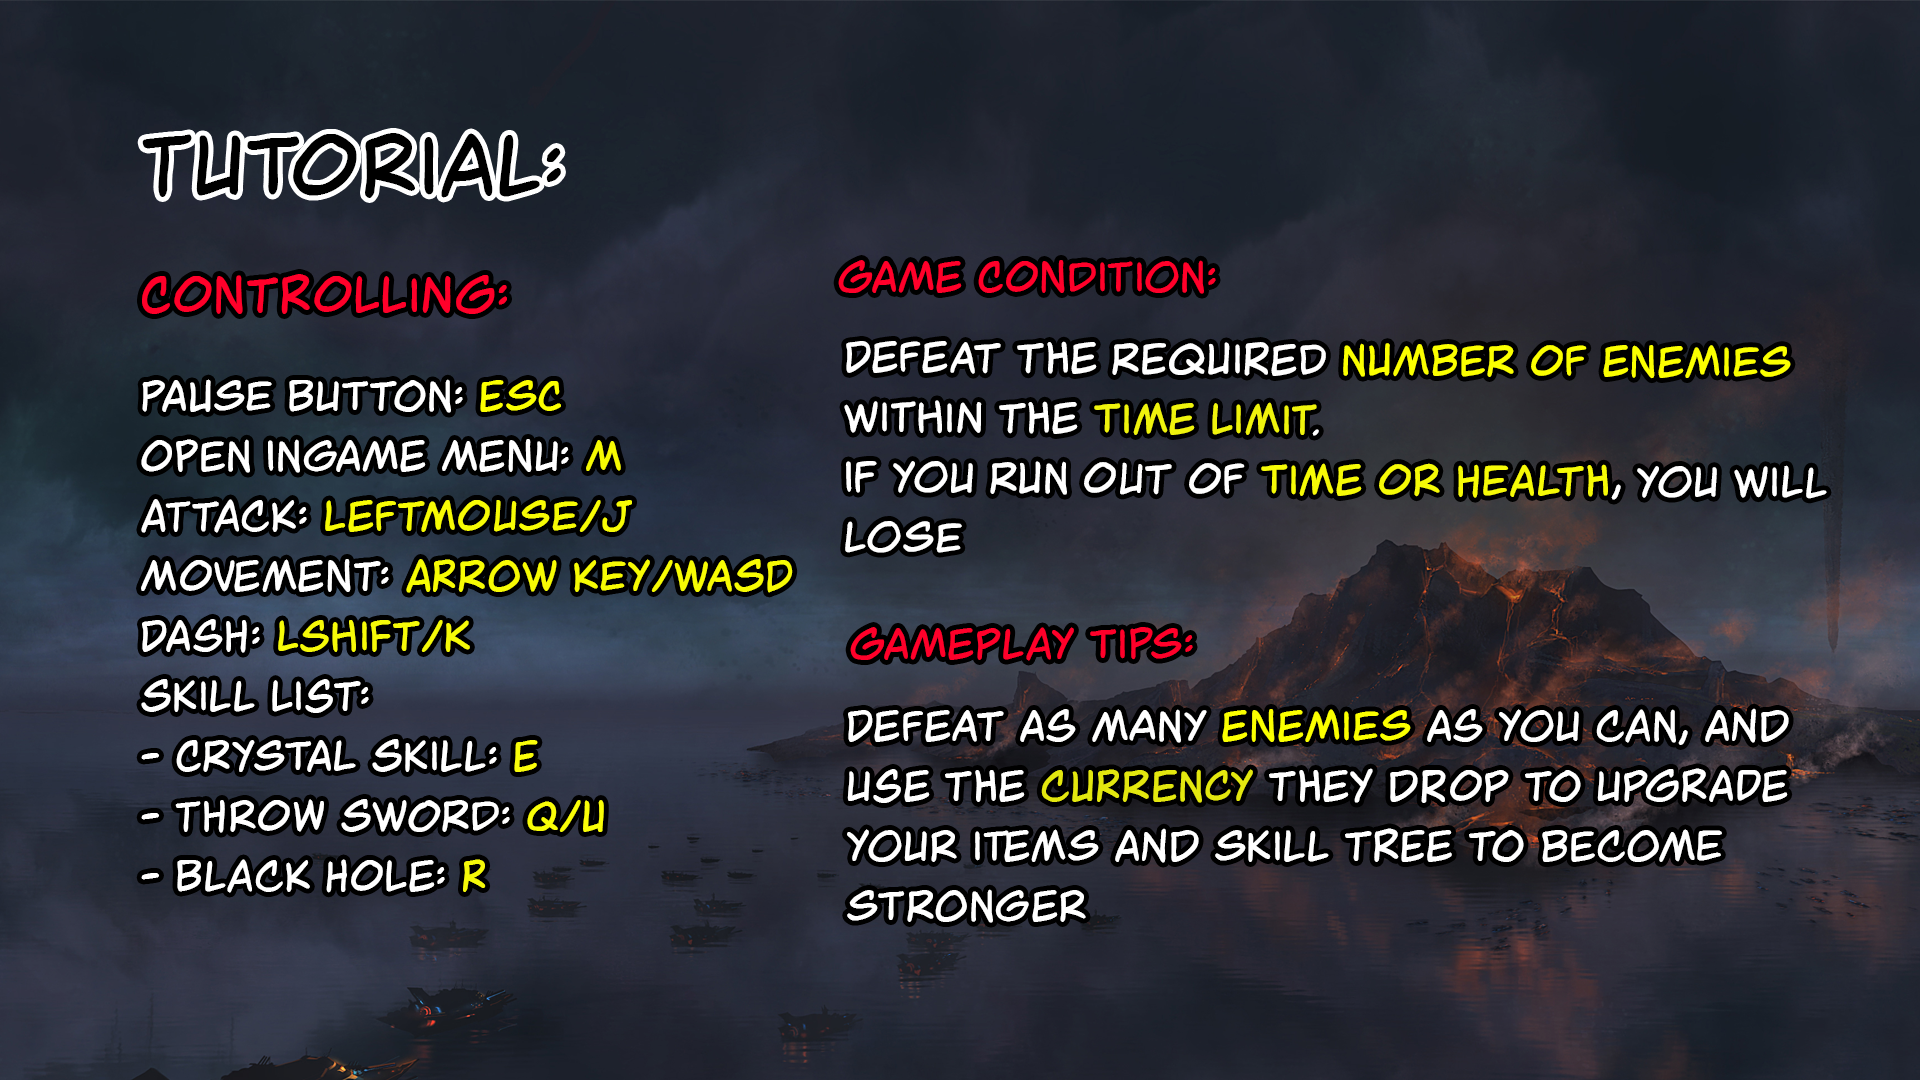 TUTORIAL:
CONTROLLING:
PAUSE BUTTON: ESC
OPEN INGAME MENU: M
ATTACK: LEFTMOUSE/J
MOVEMENT: ARROW KEY/WASD
DASH: LSHIFT/K
SKILL LIST:
- CRYSTAL SKILL: E
- THROW SWORD: Q/U
- BLACK HOLE: R
GAME CONDITION:
DEFEAT THE REQUIRED NUMBER OF ENEMIES
WITHIN THE TIME LIMIT.
IF YOU RUN OUT OF TIME OR HEALTH, YOU WILL
LOSE
GAMEPLAY TIPS:
DEFEAT AS MANY ENEMIES AS YOU CAN, AND
USE THE CURRENCY THEY DROP TO UPGRADE
YOUR ITEMS AND SKILL TREE TO BECOME
STRONGER